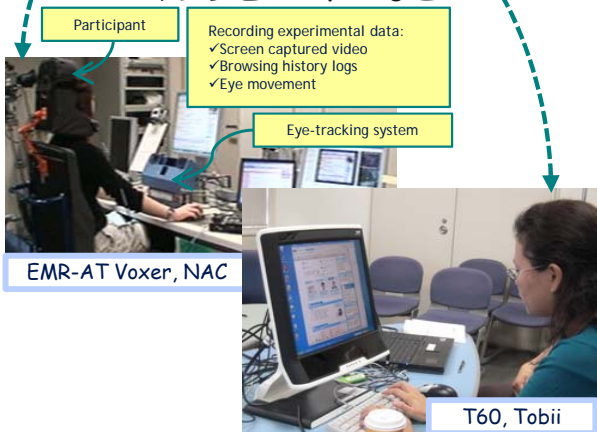 Participant
Recording experimental data:
✓Screen captured video
✓Browsing history logs
✓Eye movement
Eye-tracking system
EMR-AT Voxer, NAC
T60, Tobii